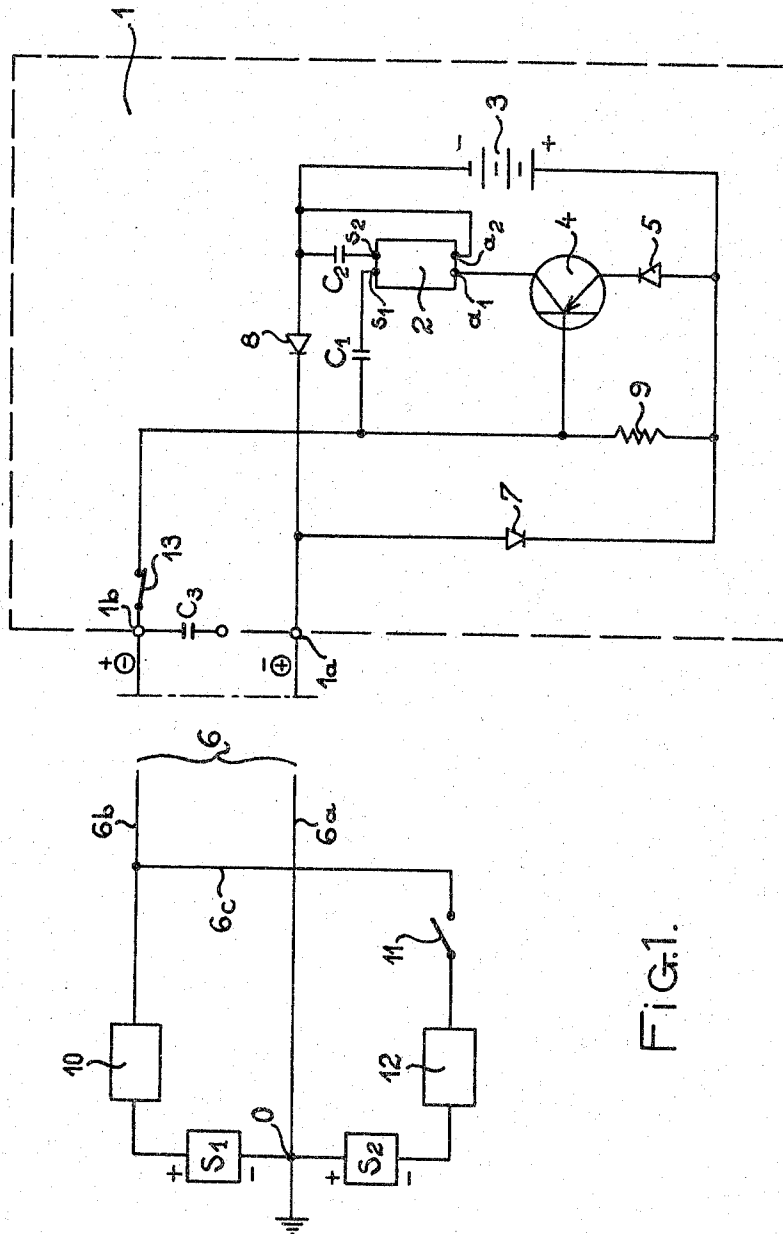 1
1b
+
⊖
13
C3
-
⊕
1a
8
C2
s2
s1
C1
2
a2
a1
-
3
+
4
5
9
7
6b
6
6a
6c
10
11
12
+
S1
-
O
+
S2
-
FiG.1.